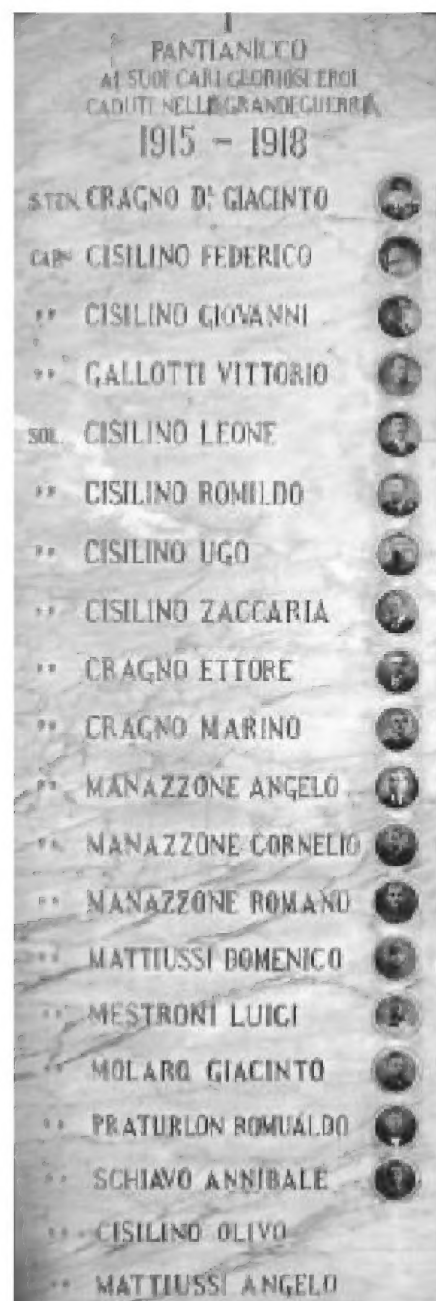 PANTIANICCO
AI SUOI CARI GLORIOSI EROI
CADUTI NELLA GRANDE GUERRA
1915 - 1918
S.TEN. CRAGNO Dr. GIACINTO
CAP. CISILINO FEDERICO
" CISILINO GIOVANNI
" GALLOTTI VITTORIO
SOL. CISILINO LEONE
" CISILINO ROMILDO
" CISILINO UGO
" CISILINO ZACCARIA
" CRAGNO ETTORE
" CRAGNO MARINO
" MANAZZONE ANGELO
" MANAZZONE CORNELIO
" MANAZZONE ROMANO
" MATTIUSSI DOMENICO
" MESTRONI LUIGI
" MOLARO GIACINTO
" PRATURLON ROMUALDO
" SCHIAVO ANNIBALE
" CISILINO OLIVO
" MATTIUSSI ANGELO